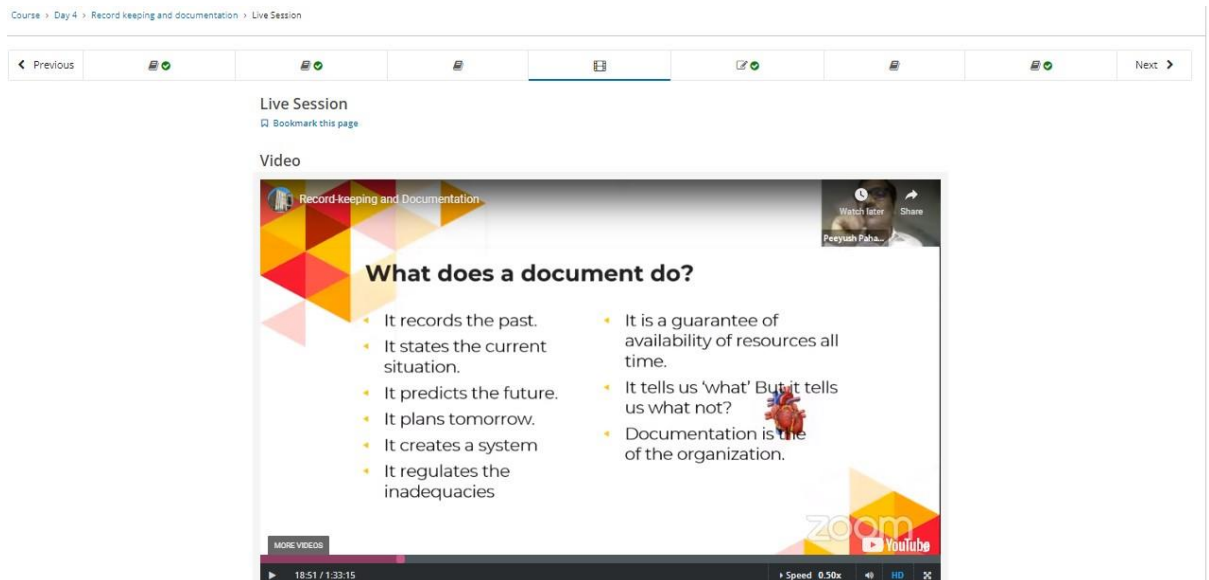 Course > Day 4 > Record keeping and documentation > Live Session
Previous
Next
Live Session
Bookmark this page
Video
Record-keeping and Documentation
Watch later Share
Peeyush Paha...
What does a document do?
It records the past.
It states the current
situation.
It predicts the future.
It plans tomorrow.
It creates a system
It regulates the
inadequacies
It is a guarantee of
availability of resources all
time.
It tells us 'what' But it tells
us what not?
Documentation is the
of the organization.
zoom
YouTube
MORE VIDEOS
18:51 / 1:33:15
Speed 0.50x HD